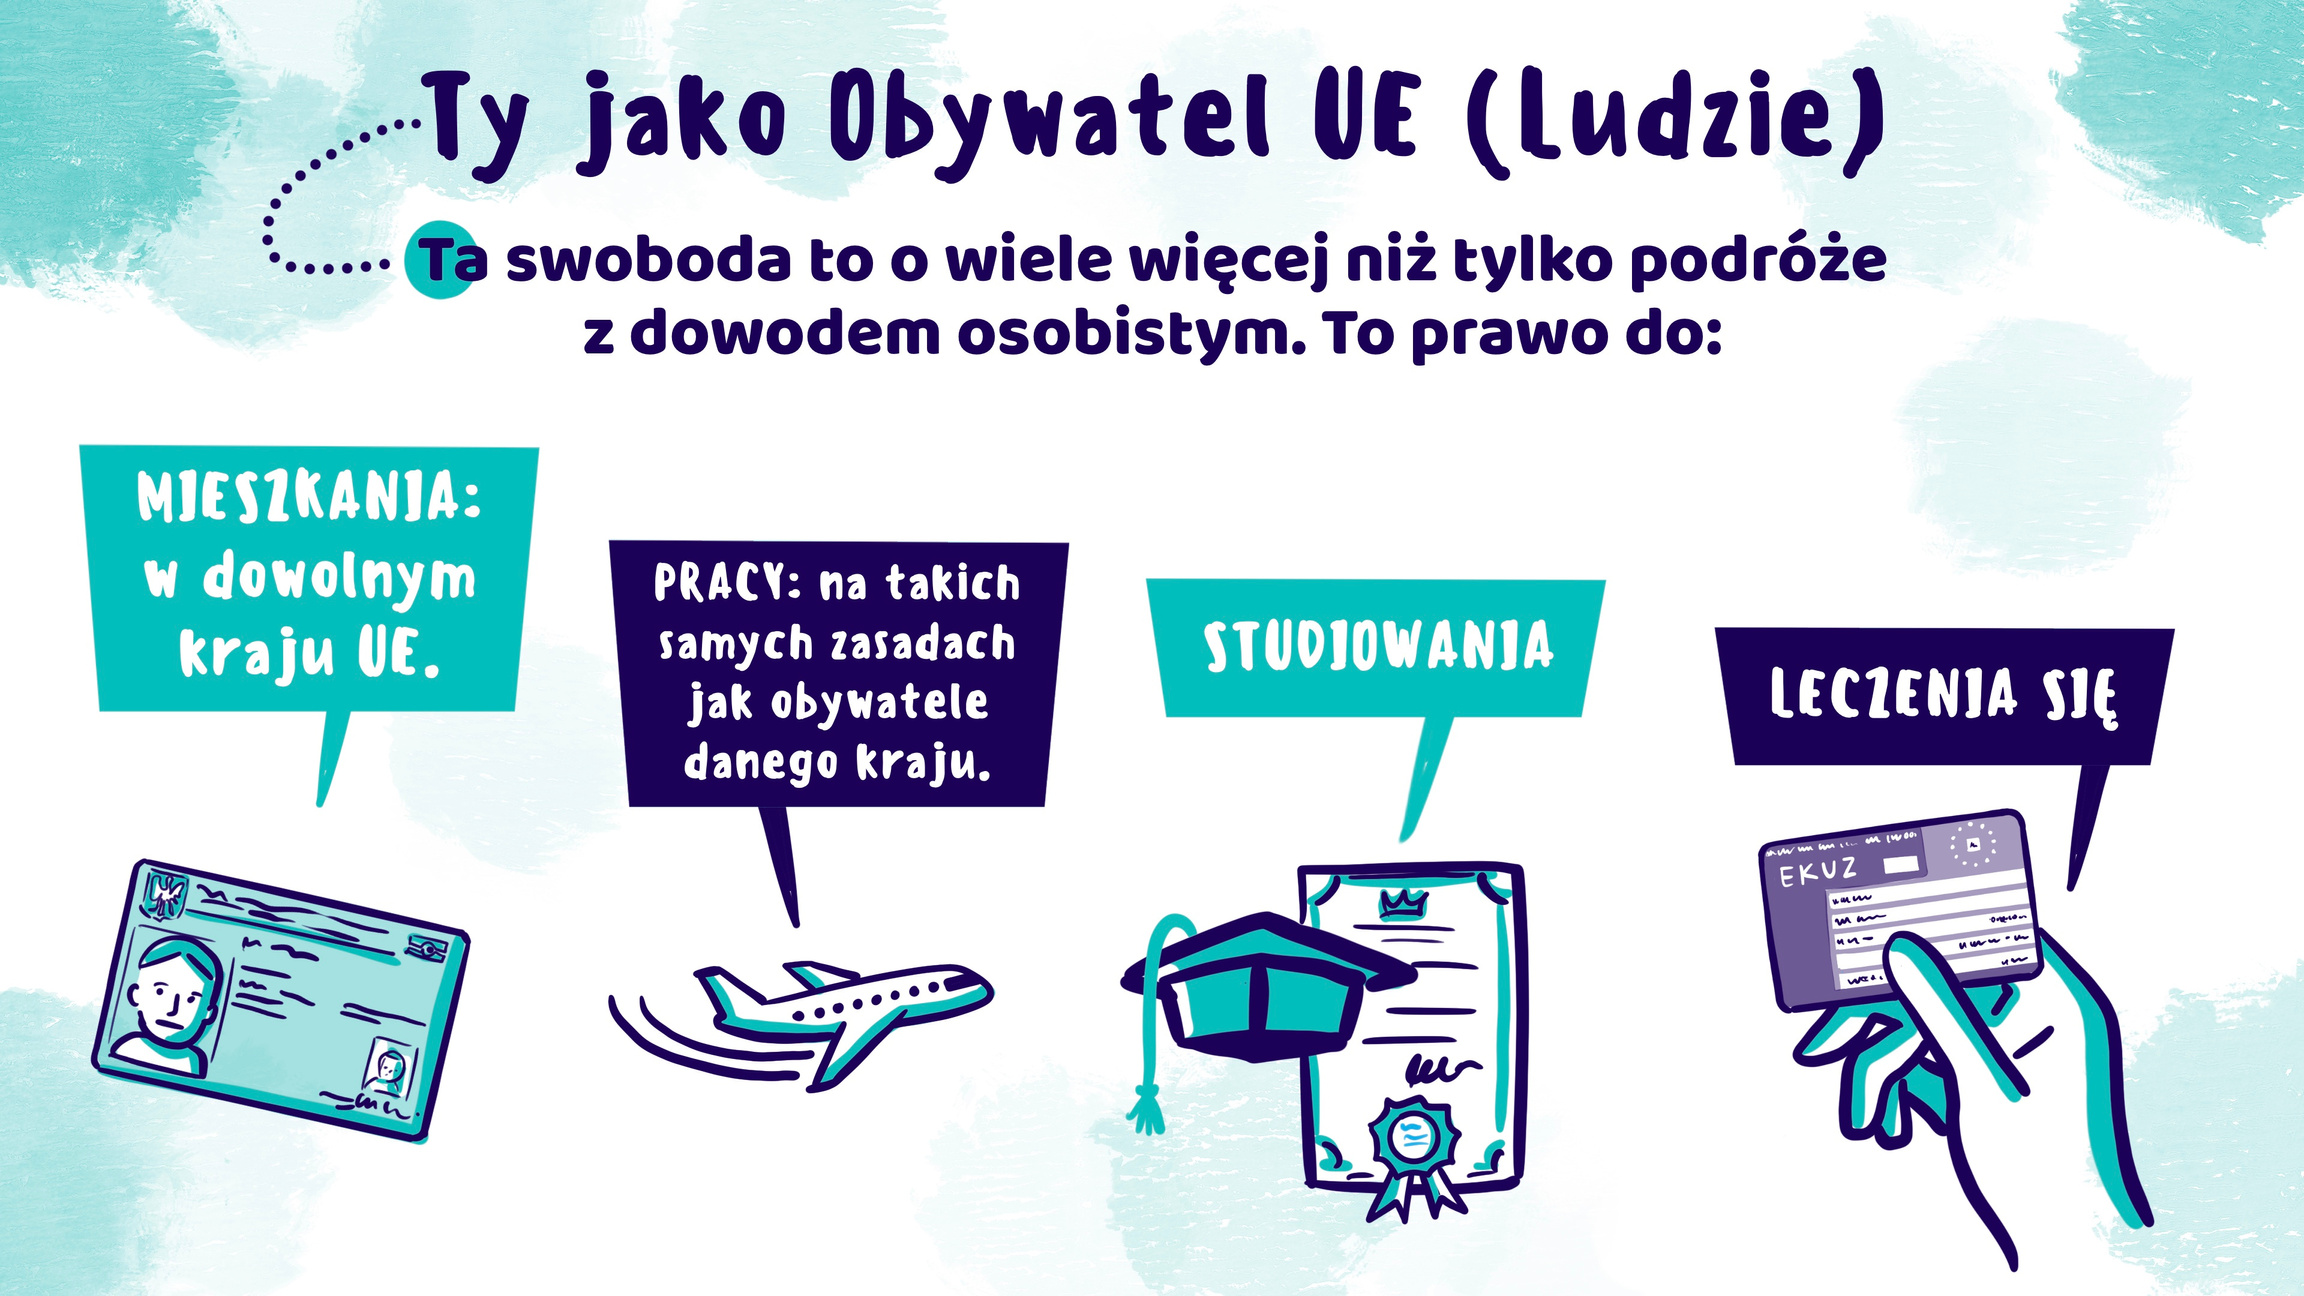 Ty jako Obywatel UE (Ludzie)
Ta swoboda to o wiele więcej niż tylko podróże
z dowodem osobistym. To prawo do:
MIESZKANIA:
w dowolnym
kraju UE.
PRACY: na takich
samych zasadach
jak obywatele
danego kraju.
STUDIOWANIA
LECZENIA SIĘ
EKUZ